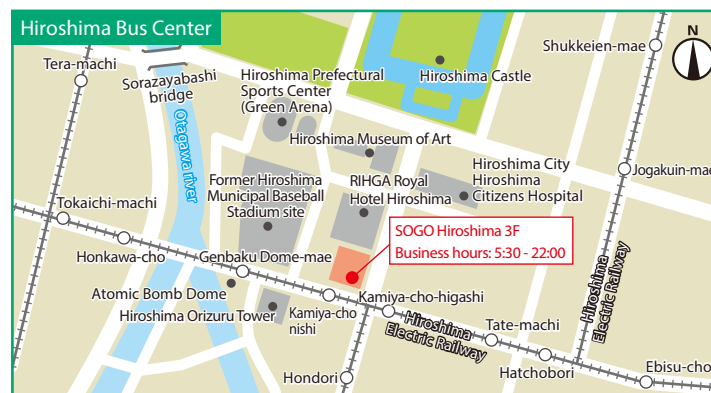 Hiroshima Bus Center
N
Shukkeien-mae
Tera-machi
Sorazayabashi
bridge
Hiroshima Prefectural
Sports Center
(Green Arena)
Hiroshima Castle
Otagawa river
Hiroshima Museum of Art
Hiroshima City
Hiroshima
Citizens Hospital
Jogakuin-mae
Former Hiroshima
Municipal Baseball
Stadium site
RIHGA Royal
Hotel Hiroshima
Tokaichi-machi
SOGO Hiroshima 3F
Business hours: 5:30 - 22:00
Honkawa-cho
Genbaku Dome-mae
Atomic Bomb Dome
Hiroshima Orizuru Tower
Kamiya-cho
nishi
Kamiya-cho-higashi
Hiroshima
Electric Railway
Hiroshima
Electric Railway
Tate-machi
Hatchobori
Ebisu-cho
Hondori